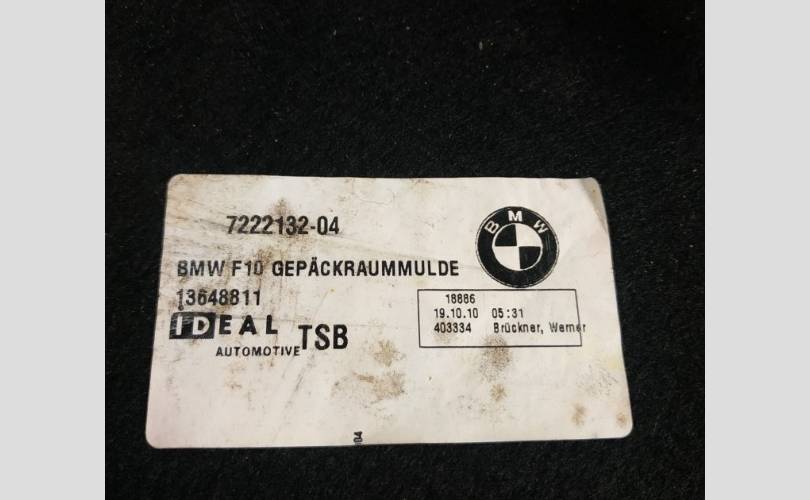 7222132-04
BMW
BMW F10 GEPÄCKRAUMMULDE
13648811
18886
19.10.10 05:31
403334 Brückner, Werner
IDEAL TSB
AUTOMOTIVE